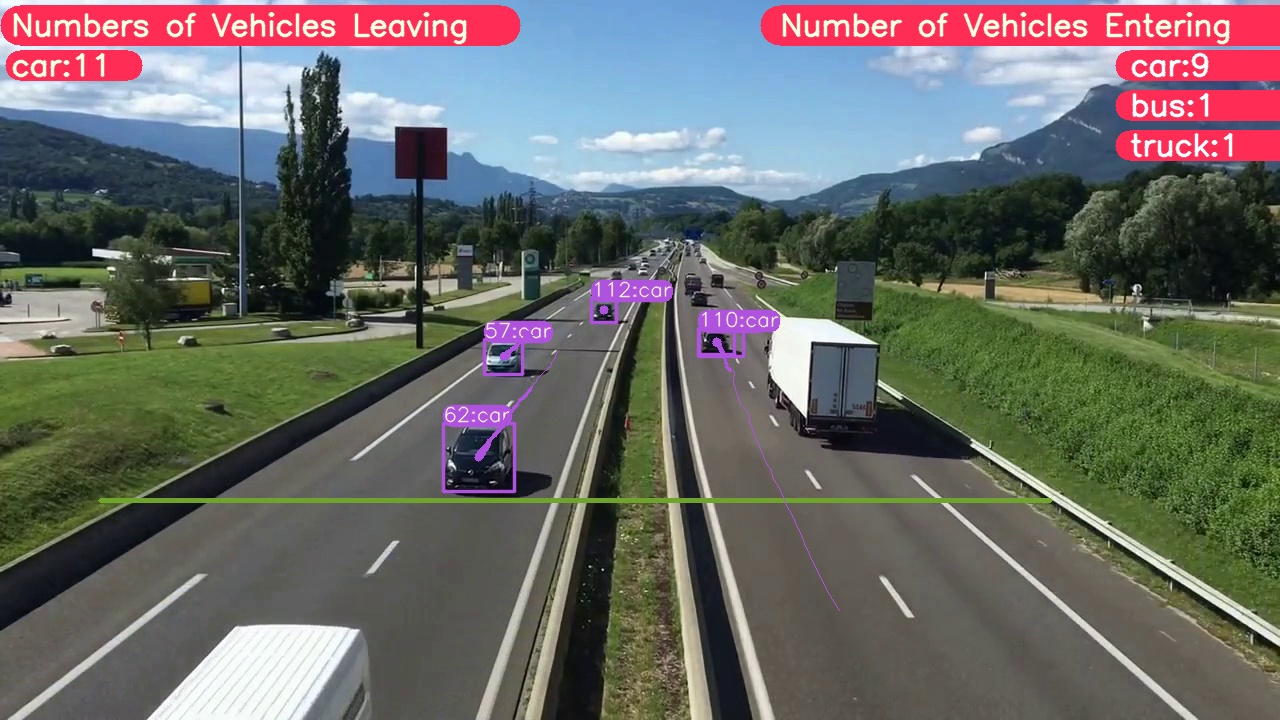 Numbers of Vehicles Leaving
car:11
Number of Vehicles Entering
car:9
bus:1
truck:1
112:car
57:car
110:car
62:car